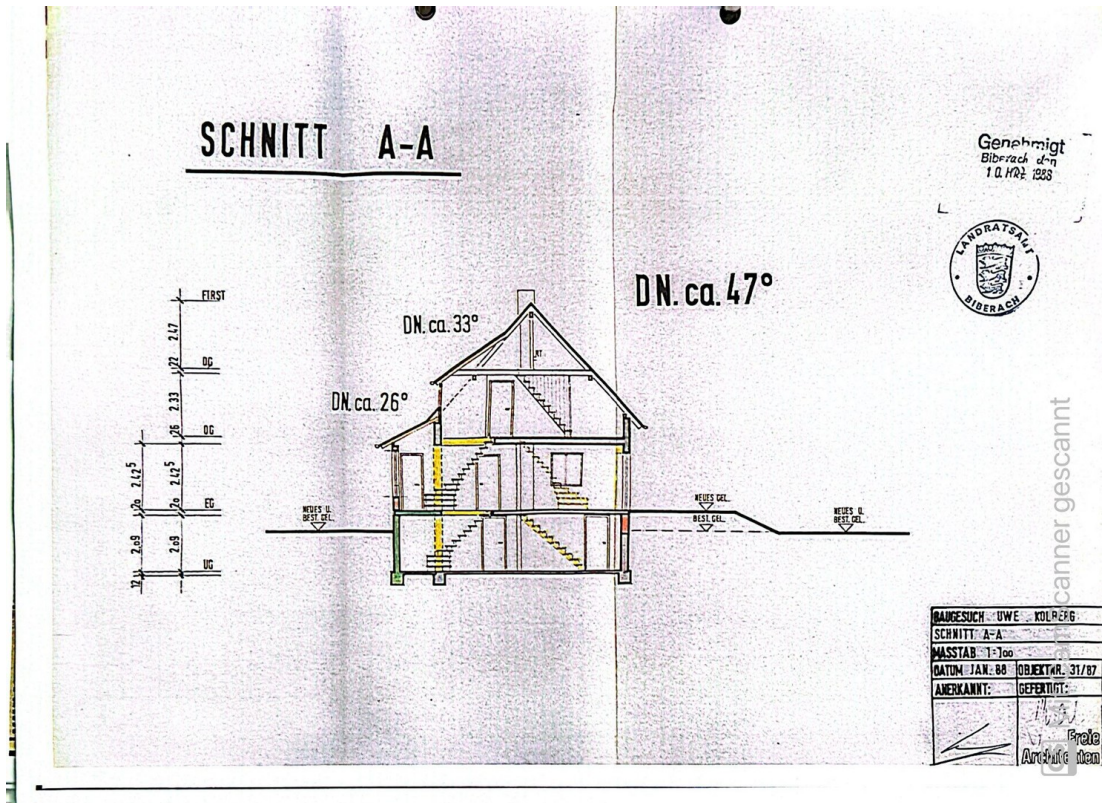 SCHNITT A-A
Genehmigt
Biberach den
10. MRZ. 1988
LANDRATSAMT
BIBERACH
DN. ca. 47°
DN. ca. 33°
DN. ca. 26°
FIRST
2.47
22
DG
2.33
26
OG
2.42⁵
2.42⁵
20
20
EG
2.09
2.09
UG
12
NEUES U.
BEST. GEL.
NEUES GEL.
BEST. GEL.
NEUES U.
BEST. GEL.
BAUGESUCH UWE KOLBERG
SCHNITT A-A
MASSTAB 1:100
DATUM JAN. 88 OBJEKTNR. 31/87
ANERKANNT: GEFERTIGT:
Freie
Architekten
scanner gescannt
CS